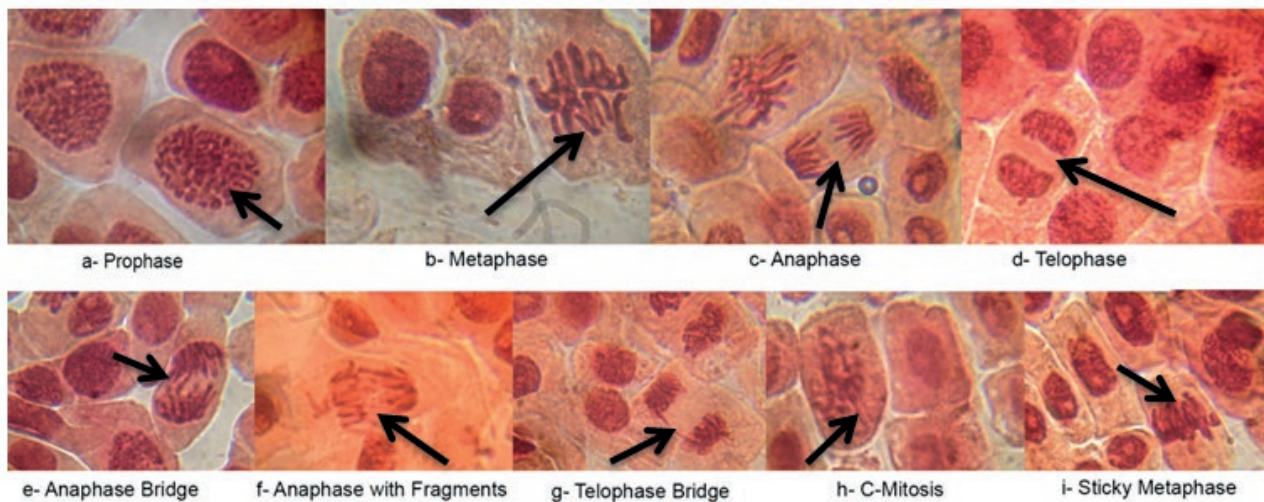 a- Prophase
b- Metaphase
c- Anaphase
d- Telophase
e- Anaphase Bridge
f- Anaphase with Fragments
g- Telophase Bridge
h- C-Mitosis
i- Sticky Metaphase